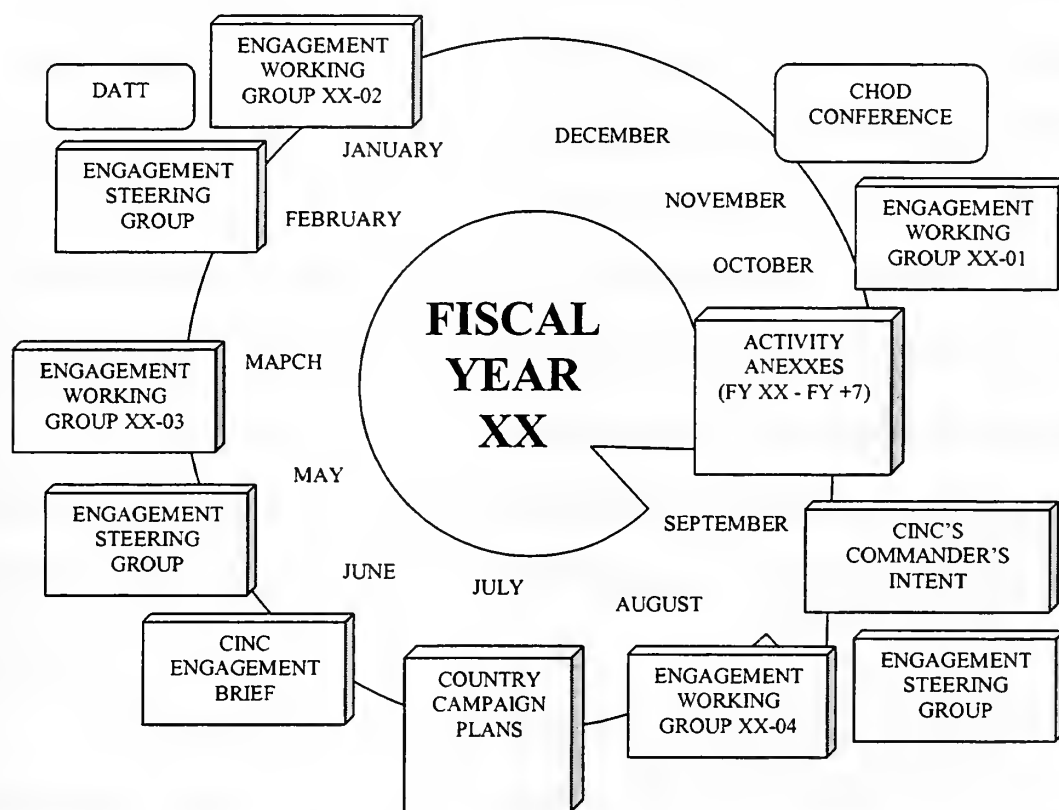 ENGAGEMENT
WORKING
GROUP XX-02
DATT
CHOD
CONFERENCE
DECEMBER
JANUARY
ENGAGEMENT
STEERING
GROUP
FEBRUARY
NOVEMBER
ENGAGEMENT
WORKING
GROUP XX-01
OCTOBER
FISCAL
YEAR
XX
ACTIVITY
ANEXXES
(FY XX - FY +7)
MAPCH
ENGAGEMENT
WORKING
GROUP XX-03
MAY
ENGAGEMENT
STEERING
GROUP
SEPTEMBER
CINC'S
COMMANDER'S
INTENT
JUNE
JULY
AUGUST
CINC
ENGAGEMENT
BRIEF
COUNTRY
CAMPAIGN
PLANS
ENGAGEMENT
WORKING
GROUP XX-04
ENGAGEMENT
STEERING
GROUP